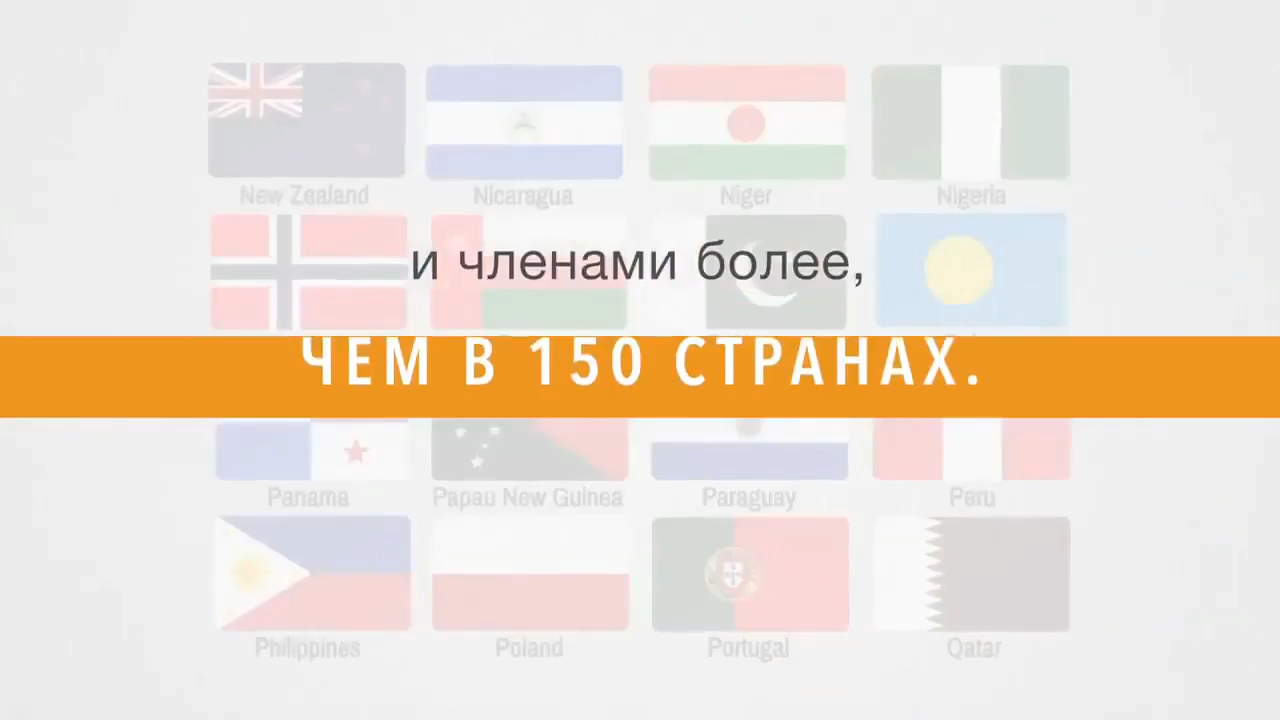 New Zealand Nicaragua Niger Nigeria
и членами более,
ЧЕМ В 150 СТРАНАХ.
Panama Papau New Guinea Paraguay Peru
Philippines Poland Portugal Qatar